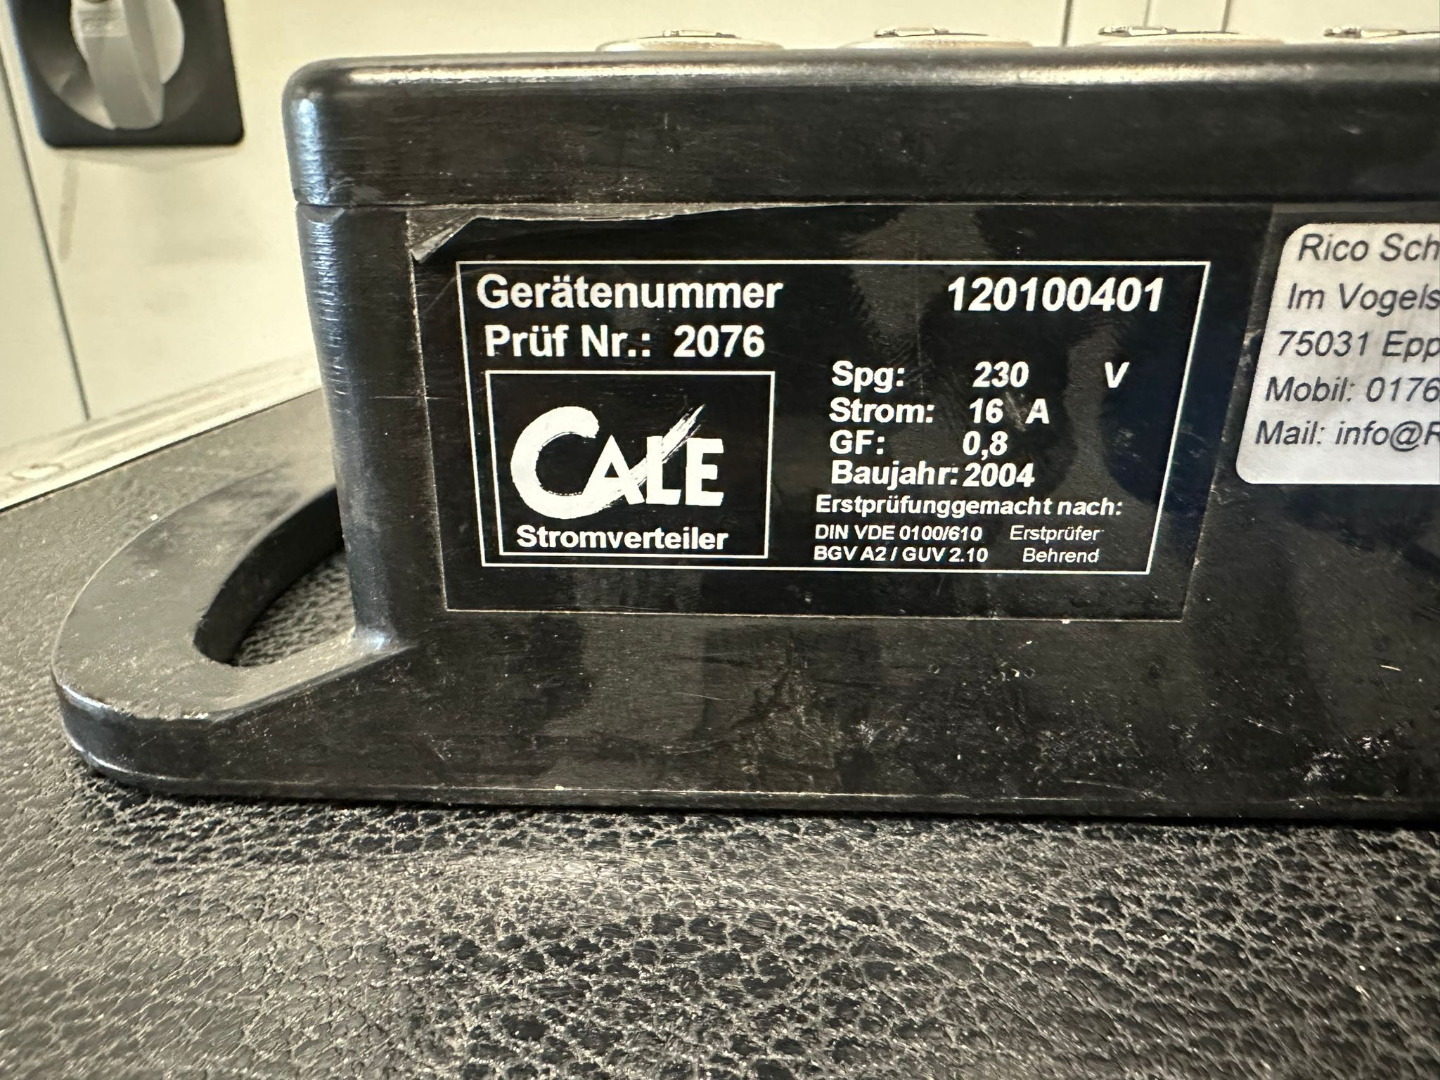 Gerätenummer 120100401
Prüf Nr.: 2076
Spg: 230 V
Strom: 16 A
GF: 0,8
Baujahr: 2004
CALE
Stromverteiler
Erstprüfunggemacht nach:
DIN VDE 0100/610 Erstprüfer
BGV A2 / GUV 2.10 Behrend
Rico Sch
Im Vogels
75031 Epp
Mobil: 0176
Mail: info@R